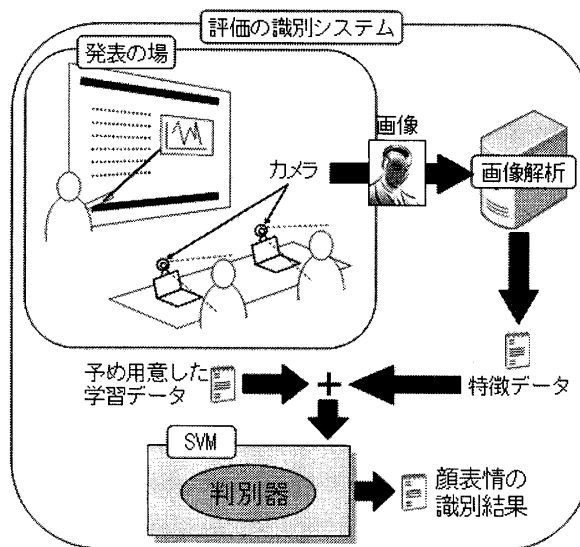 評価の識別システム
発表の場
画像
カメラ
画像解析
予め用意した
学習データ
+
特徴データ
SVM
判別器
顔表情の
識別結果